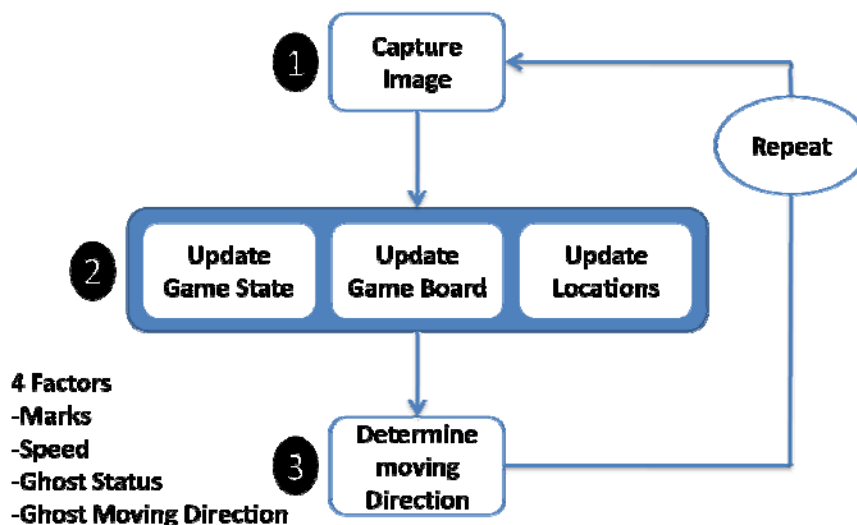 1
Capture
Image
Repeat
2
Update
Game State
Update
Game Board
Update
Locations
4 Factors
-Marks
-Speed
-Ghost Status
-Ghost Moving Direction
3
Determine
moving
Direction